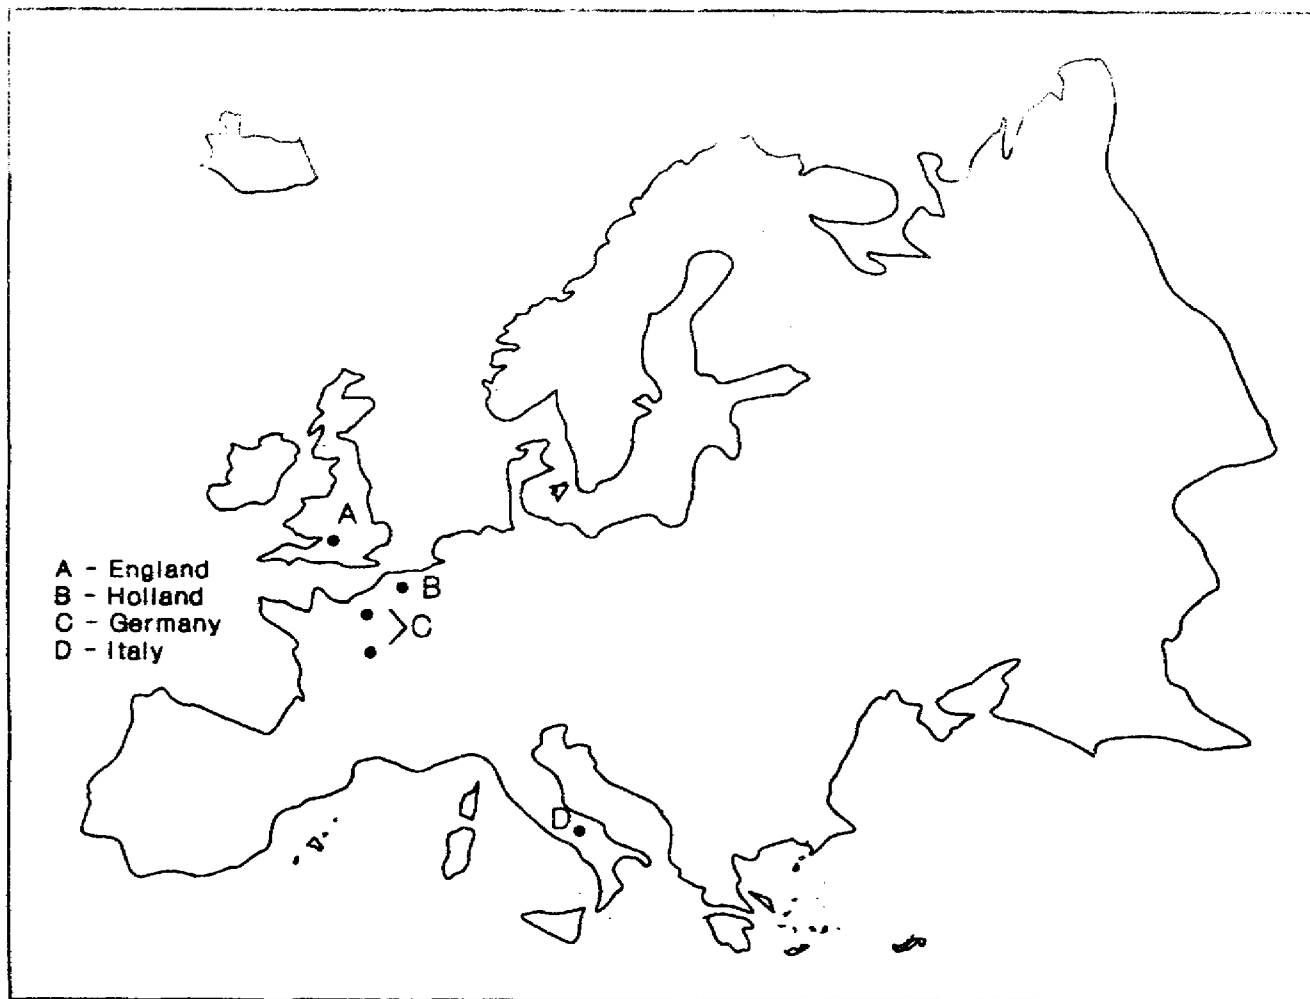 A
A - England
B - Holland
C - Germany
D - Italy
B
C
D